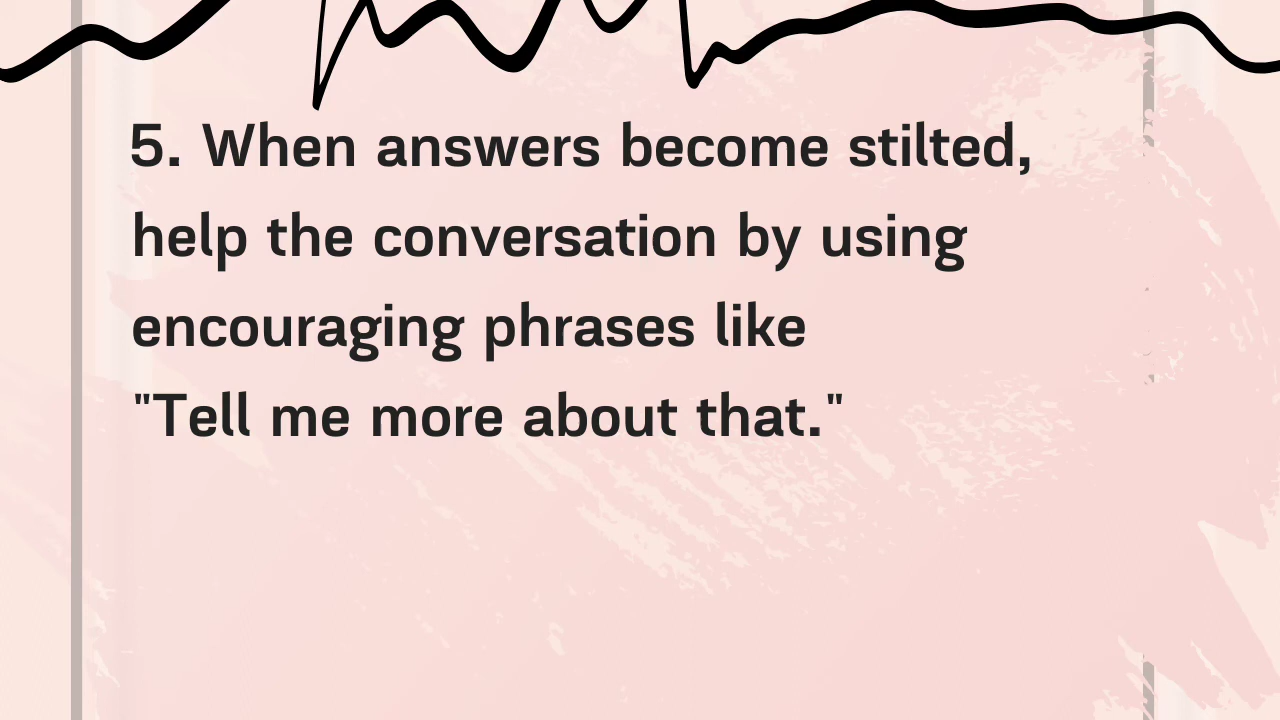 5. When answers become stilted,
help the conversation by using
encouraging phrases like
"Tell me more about that."